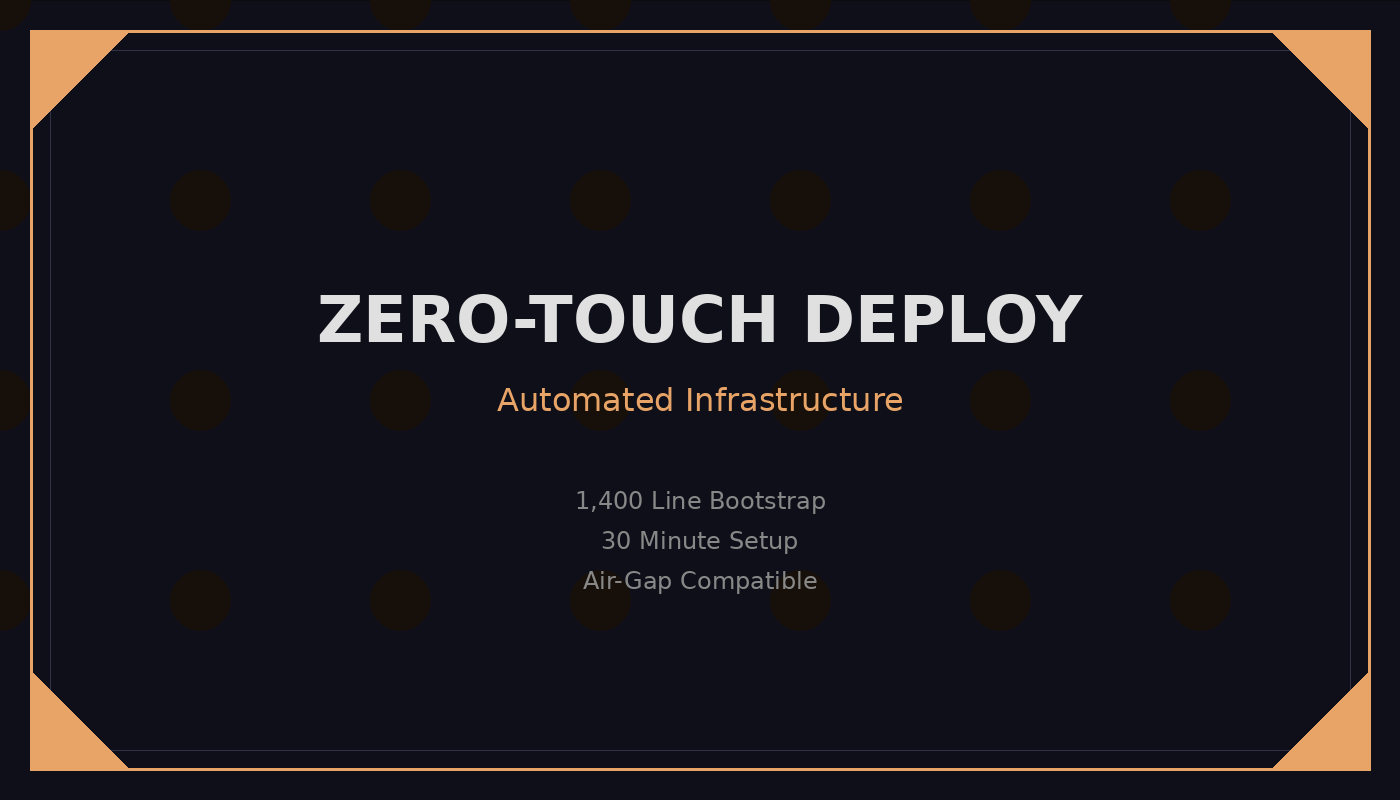 ZERO-TOUCH DEPLOY
Automated Infrastructure
1,400 Line Bootstrap
30 Minute Setup
Air-Gap Compatible